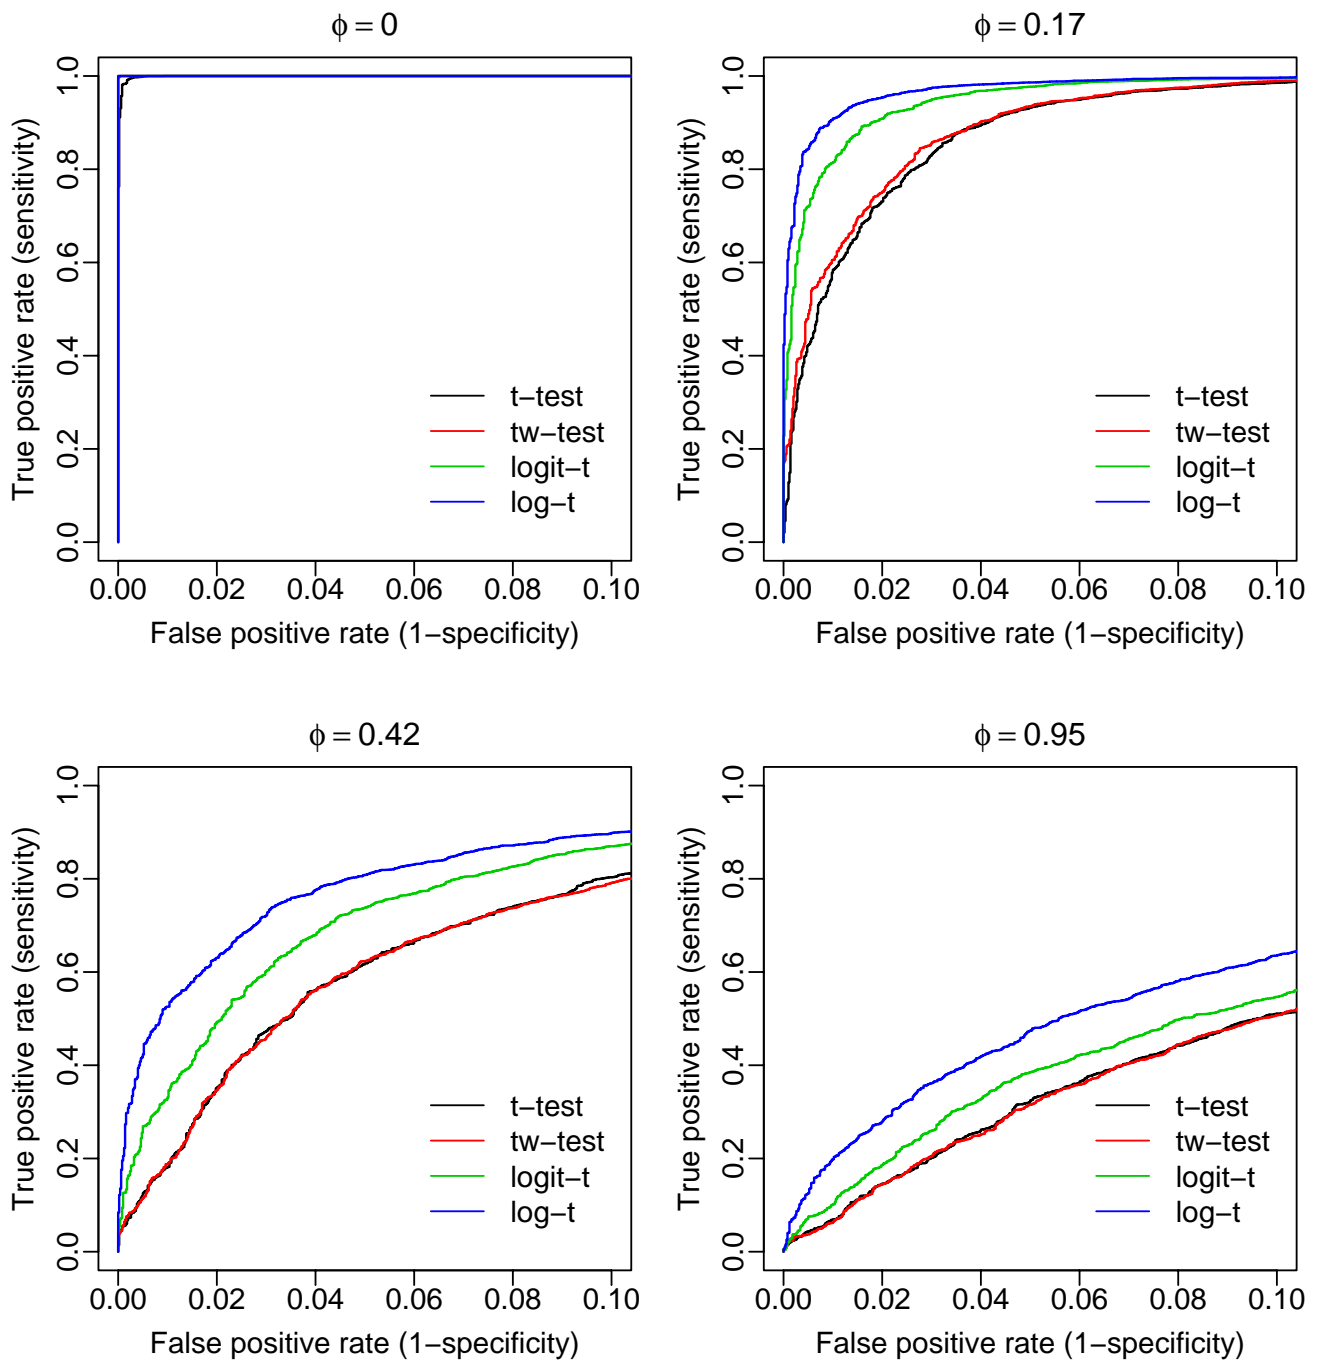 ϕ = 0
True positive rate (sensitivity)
1.0
0.8
0.6
0.4
0.2
0.0
t−test
tw−test
logit−t
log−t
0.00 0.02 0.04 0.06 0.08 0.10
False positive rate (1−specificity)
ϕ = 0.17
True positive rate (sensitivity)
1.0
0.8
0.6
0.4
0.2
0.0
t−test
tw−test
logit−t
log−t
0.00 0.02 0.04 0.06 0.08 0.10
False positive rate (1−specificity)
ϕ = 0.42
True positive rate (sensitivity)
1.0
0.8
0.6
0.4
0.2
0.0
t−test
tw−test
logit−t
log−t
0.00 0.02 0.04 0.06 0.08 0.10
False positive rate (1−specificity)
ϕ = 0.95
True positive rate (sensitivity)
1.0
0.8
0.6
0.4
0.2
0.0
t−test
tw−test
logit−t
log−t
0.00 0.02 0.04 0.06 0.08 0.10
False positive rate (1−specificity)